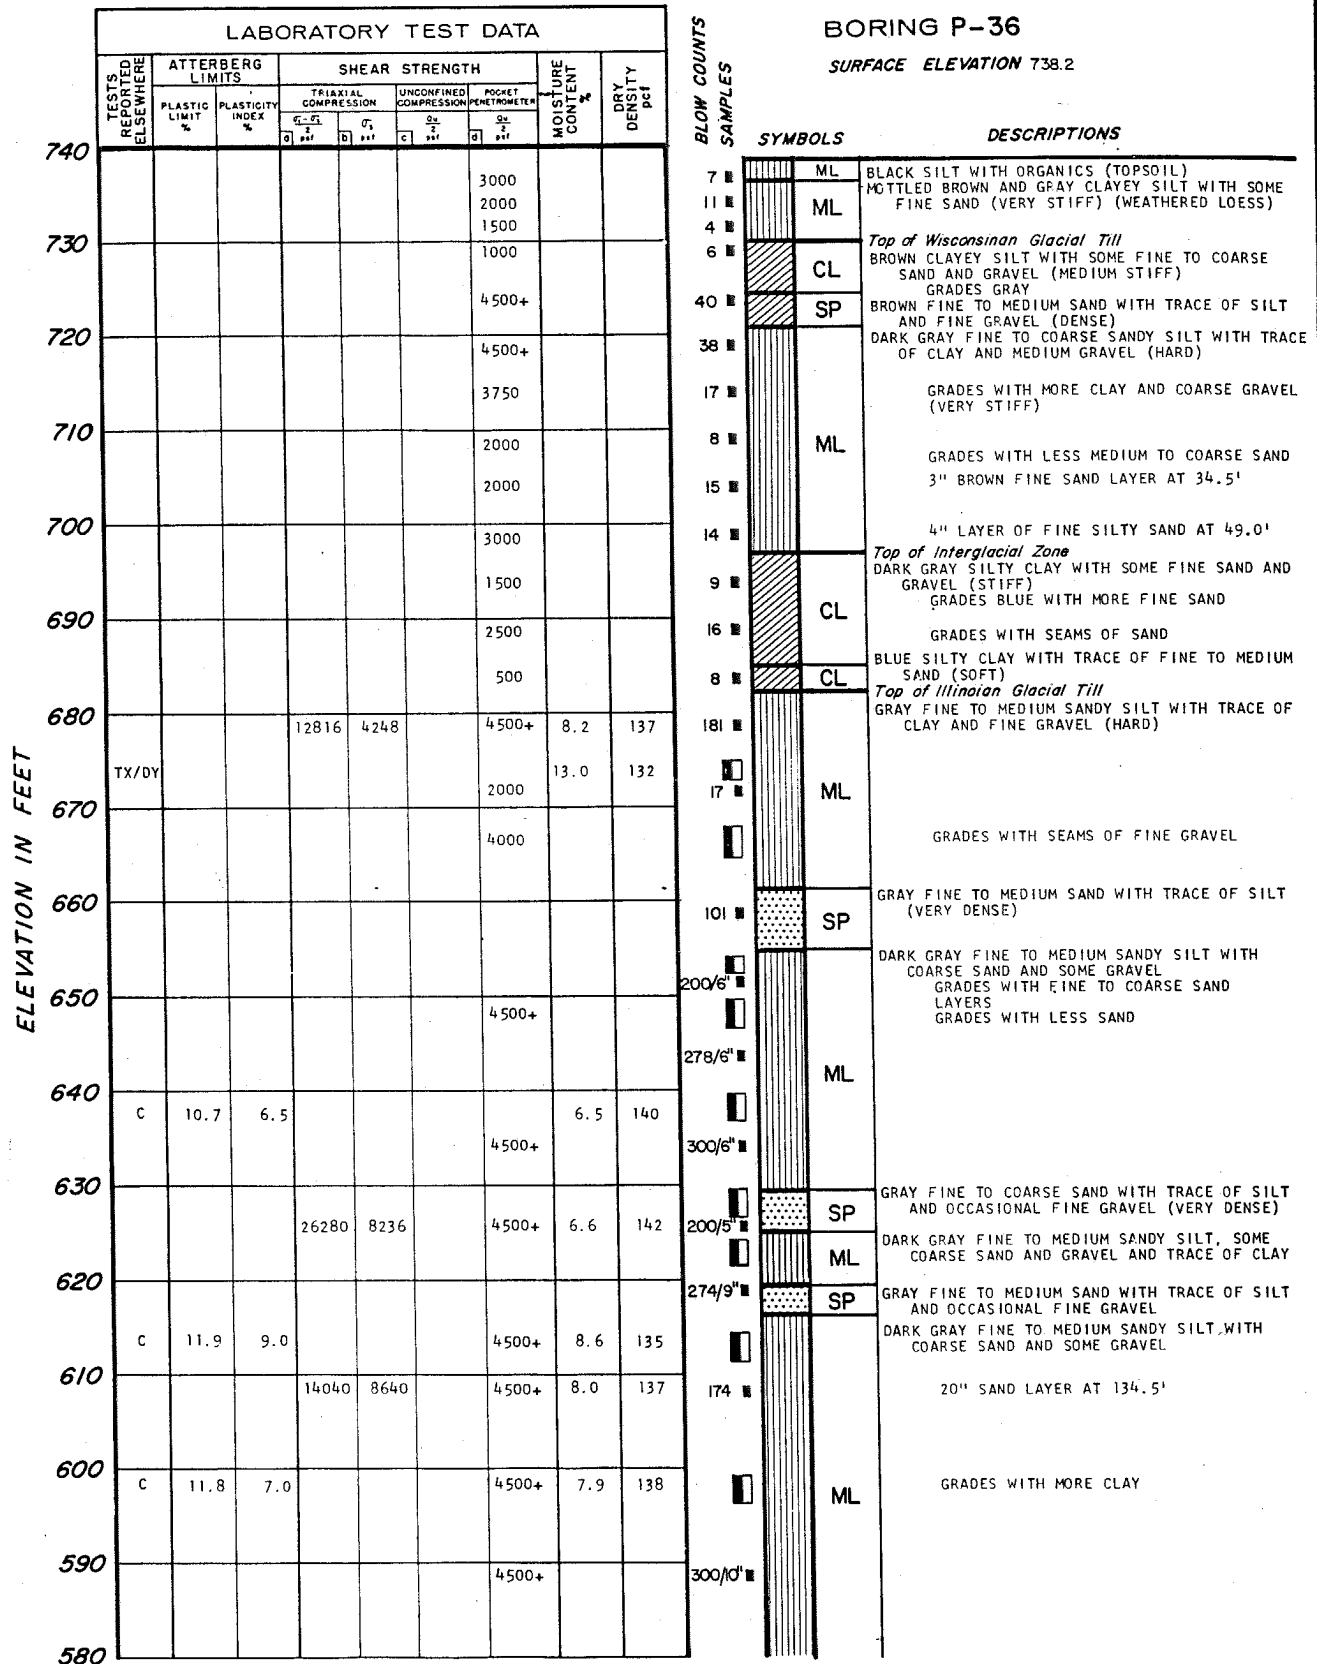 LABORATORY TEST DATA
TESTS REPORTED ELSEWHERE
ATTERBERG LIMITS
SHEAR STRENGTH
MOISTURE CONTENT %
DRY DENSITY pcf
PLASTIC LIMIT %
PLASTICITY INDEX %
TRIAXIAL COMPRESSION
UNCONFINED COMPRESSION
POCKET PENETROMETER
a psf
b psf
c psf
d psf
BLOW COUNTS
SAMPLES
BORING P-36
SURFACE ELEVATION 738.2
SYMBOLS
DESCRIPTIONS
ELEVATION IN FEET
740
7 ML BLACK SILT WITH ORGANICS (TOPSOIL)
3000
MOTTLED BROWN AND GRAY CLAYEY SILT WITH SOME
2000 11 ML FINE SAND (VERY STIFF) (WEATHERED LOESS)
1500 4
730
Top of Wisconsinan Glacial Till
1000 6
BROWN CLAYEY SILT WITH SOME FINE TO COARSE
CL SAND AND GRAVEL (MEDIUM STIFF)
GRADES GRAY
4500+ 40 SP BROWN FINE TO MEDIUM SAND WITH TRACE OF SILT
AND FINE GRAVEL (DENSE)
720
DARK GRAY FINE TO COARSE SANDY SILT WITH TRACE
4500+ 38 OF CLAY AND MEDIUM GRAVEL (HARD)
3750 17 GRADES WITH MORE CLAY AND COARSE GRAVEL
(VERY STIFF)
710
2000 8 ML
GRADES WITH LESS MEDIUM TO COARSE SAND
3" BROWN FINE SAND LAYER AT 34.5'
2000 15
700
4" LAYER OF FINE SILTY SAND AT 49.0'
3000 14
Top of Interglacial Zone
DARK GRAY SILTY CLAY WITH SOME FINE SAND AND
1500 9 GRAVEL (STIFF)
GRADES BLUE WITH MORE FINE SAND
CL
690
2500 16 GRADES WITH SEAMS OF SAND
BLUE SILTY CLAY WITH TRACE OF FINE TO MEDIUM
500 8 CL SAND (SOFT)
Top of Illinoian Glacial Till
680
GRAY FINE TO MEDIUM SANDY SILT WITH TRACE OF
12816 4248 4500+ 8.2 137 181 CLAY AND FINE GRAVEL (HARD)
TX/DY 13.0 132
2000 17 ML
670
4000 GRADES WITH SEAMS OF FINE GRAVEL
660
GRAY FINE TO MEDIUM SAND WITH TRACE OF SILT
101 SP (VERY DENSE)
DARK GRAY FINE TO MEDIUM SANDY SILT WITH
COARSE SAND AND SOME GRAVEL
200/6" GRADES WITH FINE TO COARSE SAND
LAYERS
650
4500+ GRADES WITH LESS SAND
278/6"
ML
640
C 10.7 6.5 6.5 140
4500+ 300/6"
630
GRAY FINE TO COARSE SAND WITH TRACE OF SILT
SP AND OCCASIONAL FINE GRAVEL (VERY DENSE)
26280 8236 4500+ 6.6 142 200/5"
DARK GRAY FINE TO MEDIUM SANDY SILT, SOME
ML COARSE SAND AND GRAVEL AND TRACE OF CLAY
620
274/9" SP GRAY FINE TO MEDIUM SAND WITH TRACE OF SILT
AND OCCASIONAL FINE GRAVEL
DARK GRAY FINE TO MEDIUM SANDY SILT, WITH
C 11.9 9.0 4500+ 8.6 135 COARSE SAND AND SOME GRAVEL
610
14040 8640 4500+ 8.0 137 174 20" SAND LAYER AT 134.5'
600
C 11.8 7.0 4500+ 7.9 138 ML GRADES WITH MORE CLAY
590
4500+ 300/10"
580